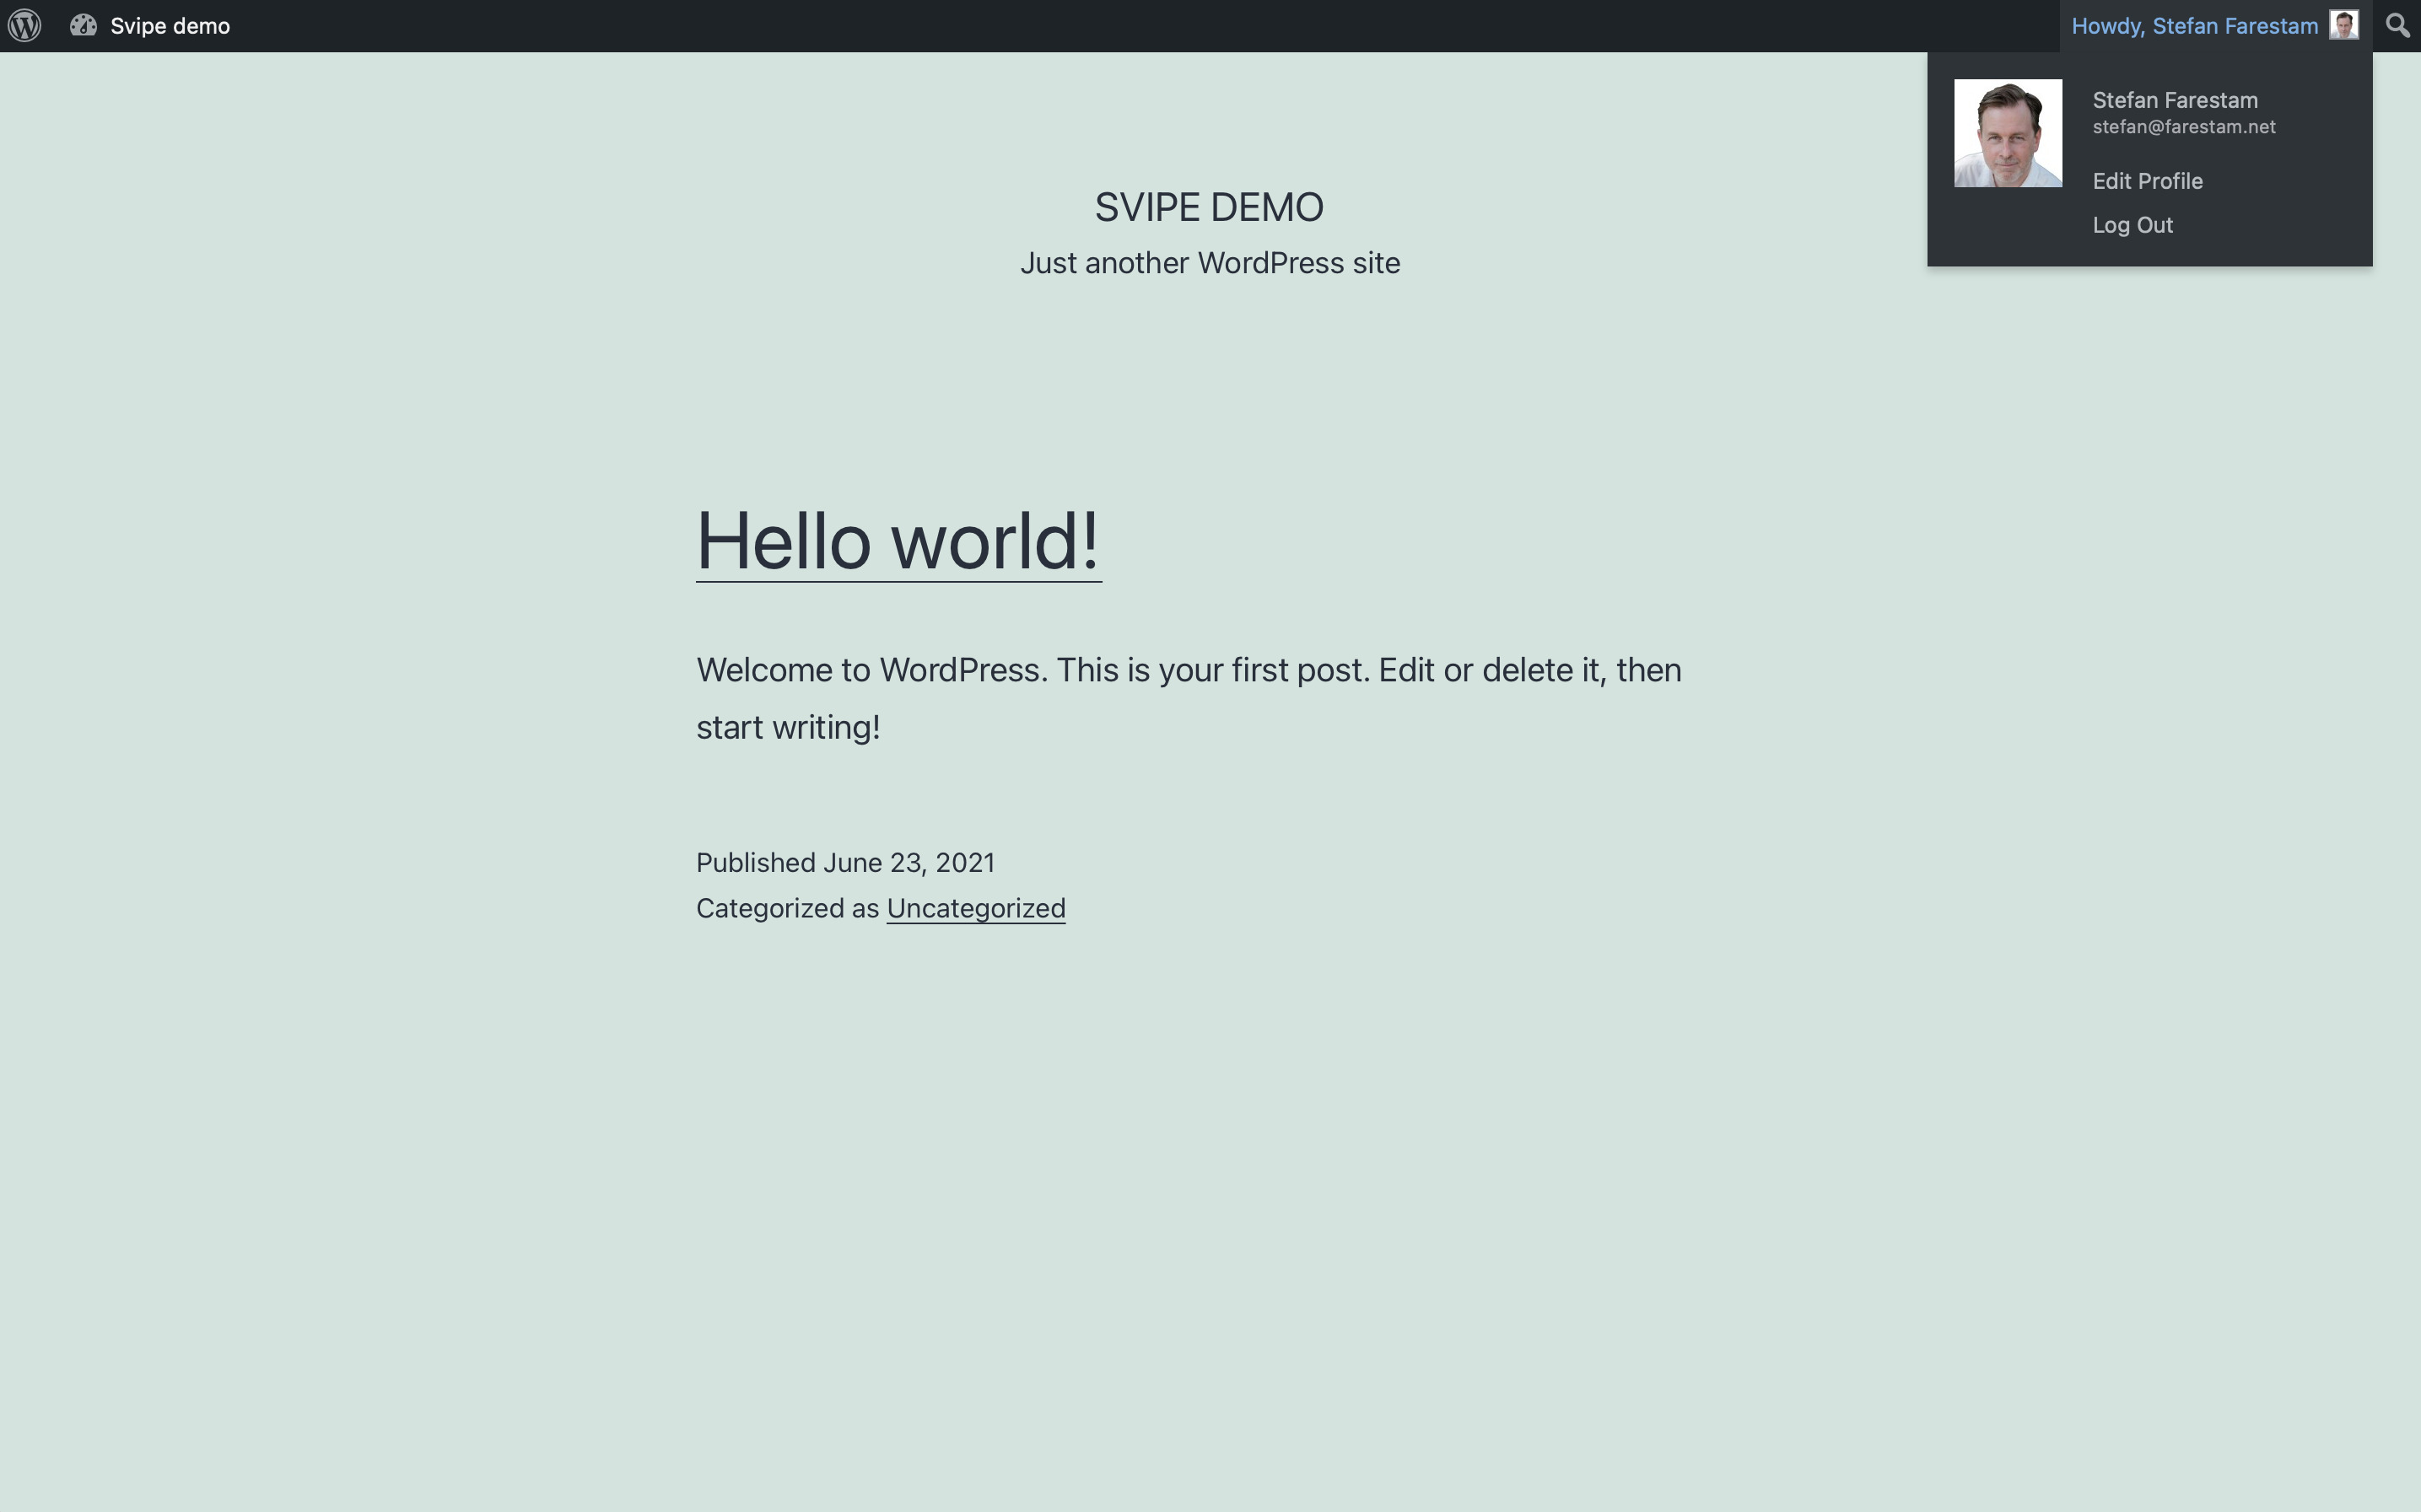 Svipe demo
Howdy, Stefan Farestam
Stefan Farestam
stefan@farestam.net
Edit Profile
Log Out
SVIPE DEMO
Just another WordPress site
Hello world!
Welcome to WordPress. This is your first post. Edit or delete it, then
start writing!
Published June 23, 2021
Categorized as Uncategorized